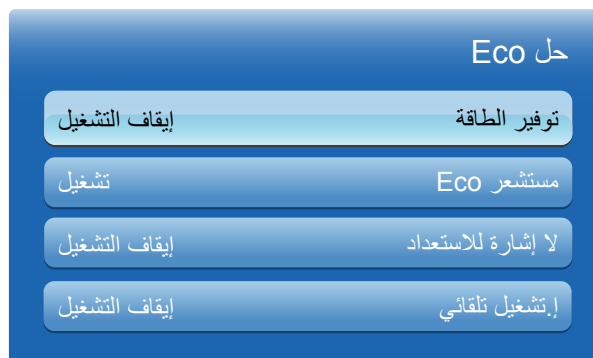 حل Eco
توفير الطاقة إيقاف التشغيل
مستشعر Eco تشغيل
لا إشارة للاستعداد إيقاف التشغيل
إ.تشغيل تلقائي إيقاف التشغيل